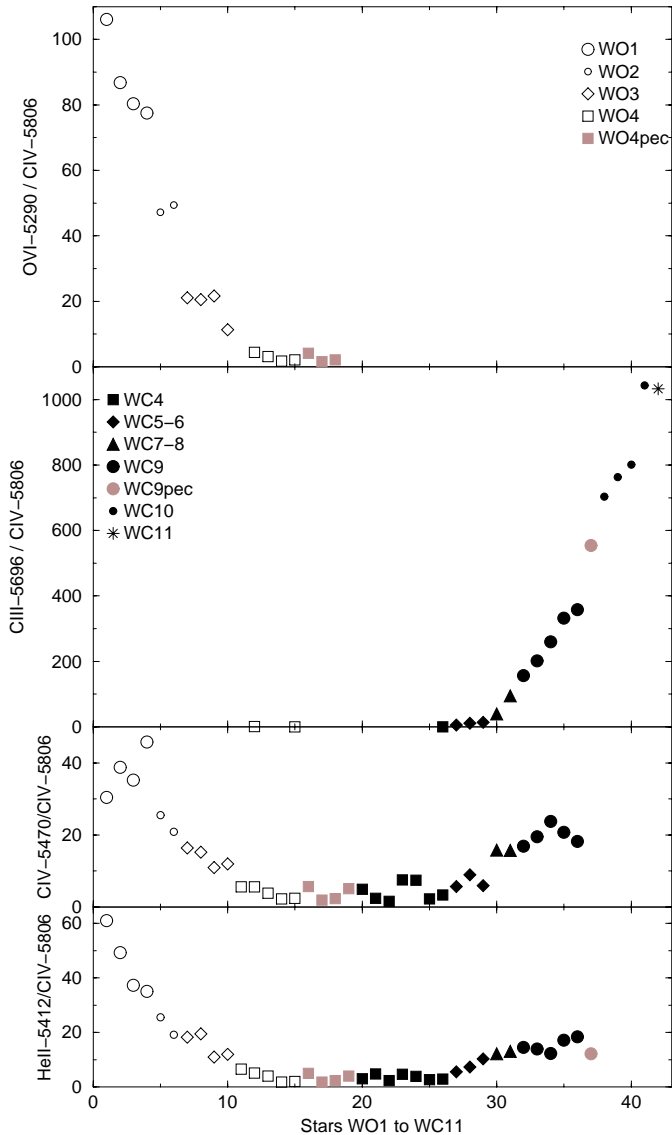 OVI−5290 / CIV−5806
100
80
60
40
20
0
WO1
WO2
WO3
WO4
WO4pec
CIII−5696 / CIV−5806
1000
800
600
400
200
0
WC4
WC5−6
WC7−8
WC9
WC9pec
WC10
WC11
CIV−5470/CIV−5806
40
20
0
HeII−5412/CIV−5806
60
40
20
0
0 10 20 30 40
Stars WO1 to WC11